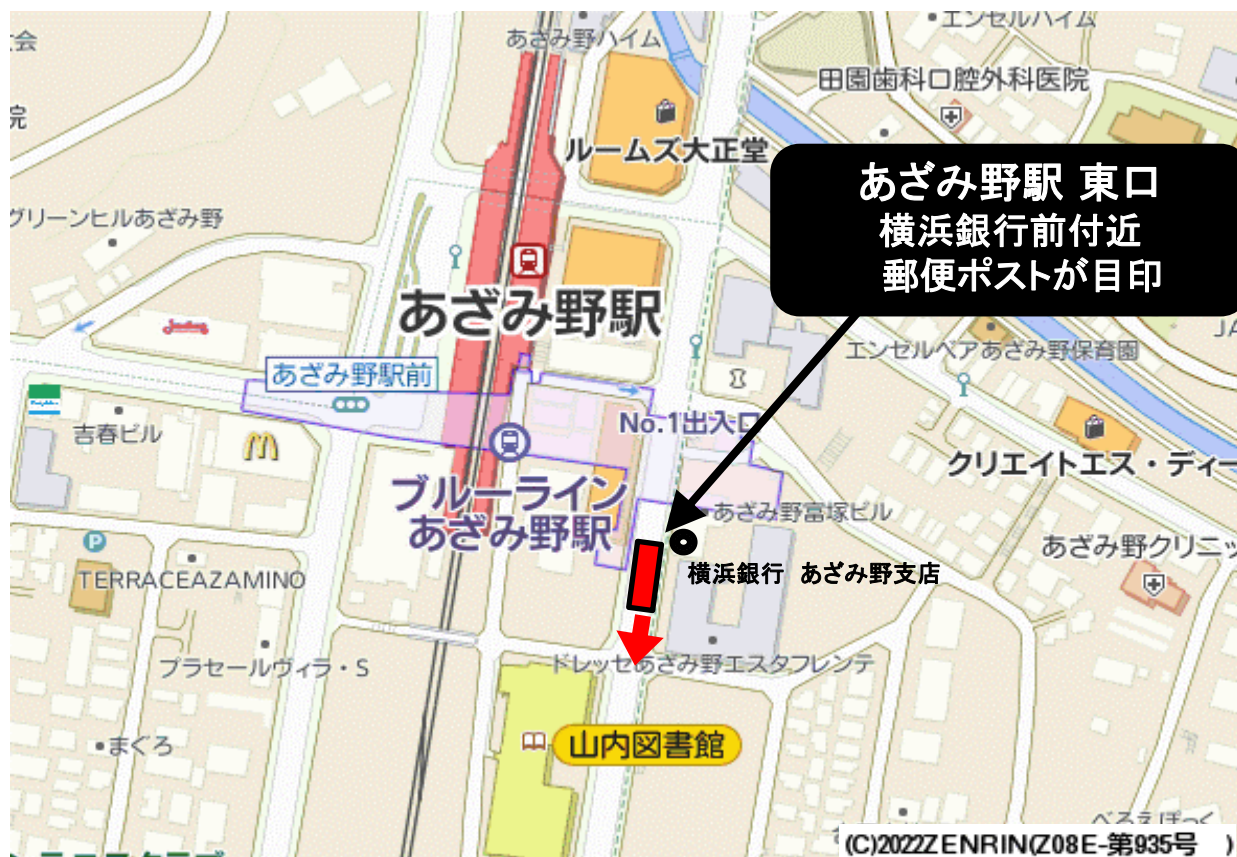 エンゼルハイム
会
あざみ野ハイム
田園歯科口腔外科医院
院
ルームズ大正堂
あざみ野駅 東口
横浜銀行前付近
郵便ポストが目印
グリーンヒルあざみ野
あざみ野駅
エンゼルベアあざみ野保育園
あざみ野駅前
No.1出入口
吉春ビル
クリエイトエス・ディー
ブルーライン
あざみ野駅
あざみ野富塚ビル
あざみ野クリニッ
P
横浜銀行 あざみ野支店
TERRACEAZAMINO
ドレッセあざみ野エスタフレンテ
プラセールヴィラ・S
山内図書館
まぐろ
(C)2022ZENRIN(Z08E-第935号 )